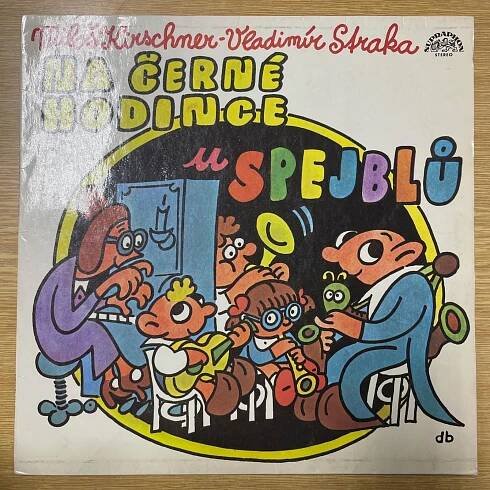 Miloš Kirschner-Vladimír Straka
SUPRAPHON
STEREO
NA ČERNÉ
HODINCE
u SPEJBLŮ
db